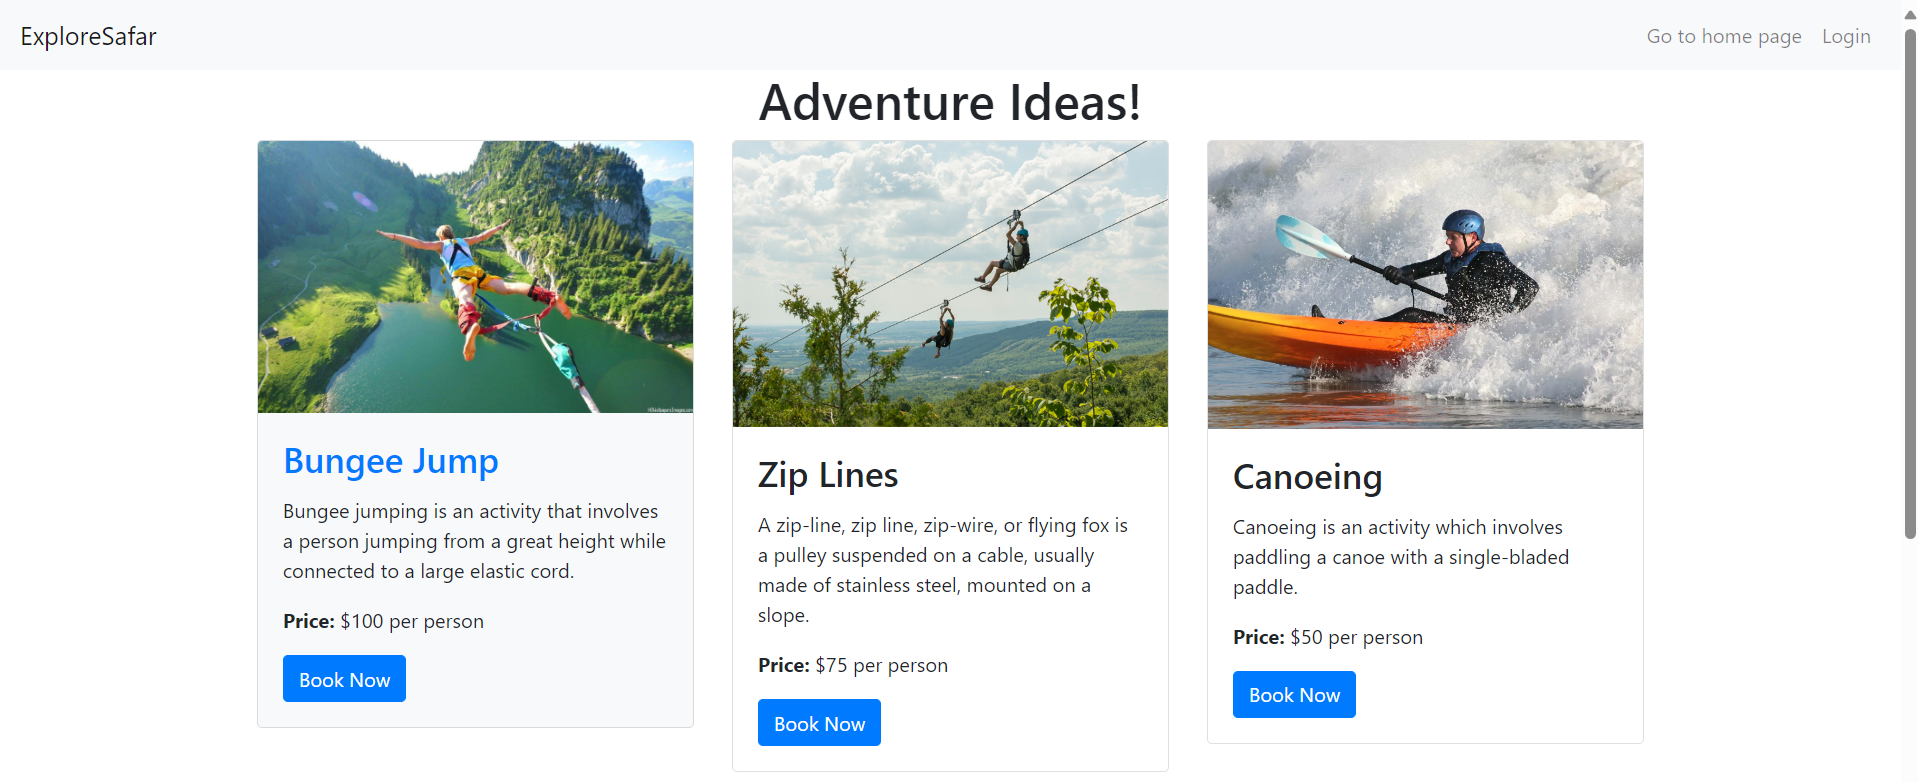 ExploreSafar
Go to home page
Login
Adventure Ideas!
Bungee Jump
Bungee jumping is an activity that involves
a person jumping from a great height while
connected to a large elastic cord.
Price: $100 per person
Book Now
Zip Lines
A zip-line, zip line, zip-wire, or flying fox is
a pulley suspended on a cable, usually
made of stainless steel, mounted on a
slope.
Price: $75 per person
Book Now
Canoeing
Canoeing is an activity which involves
paddling a canoe with a single-bladed
paddle.
Price: $50 per person
Book Now